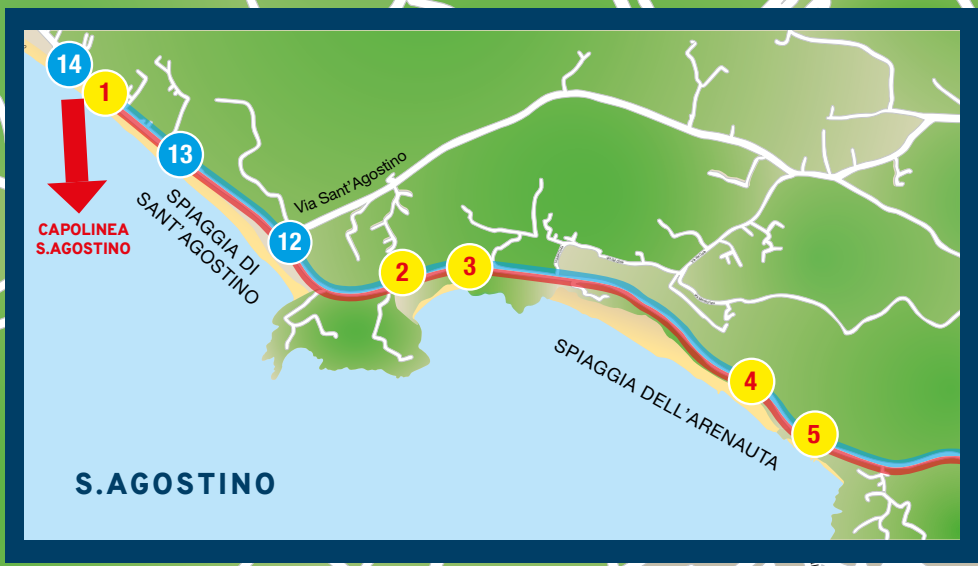 14
1
13
12
Via Sant'Agostino
CAPOLINEA
S.AGOSTINO
SPIAGGIA DI
SANT'AGOSTINO
2
3
SPIAGGIA DELL'ARENAUTA
4
5
S.AGOSTINO